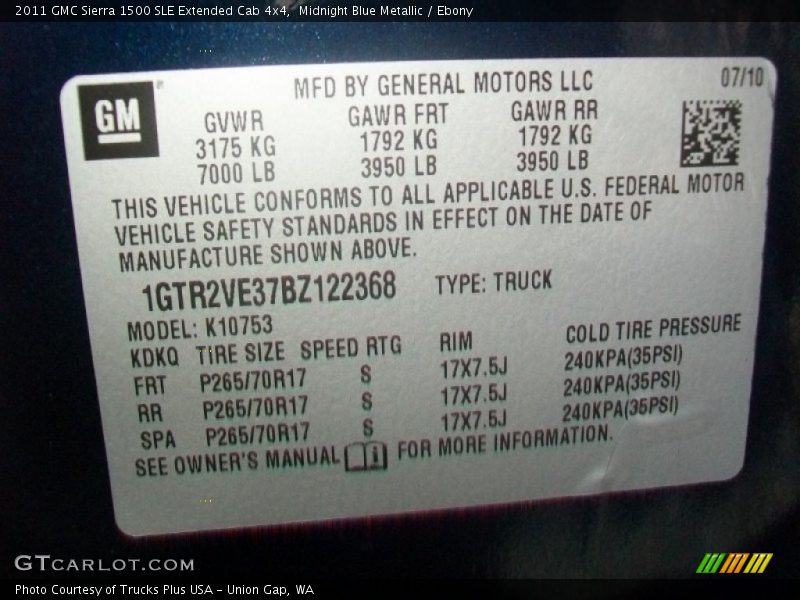 2011 GMC Sierra 1500 SLE Extended Cab 4x4, Midnight Blue Metallic / Ebony
MFD BY GENERAL MOTORS LLC 07/10
GM
GVWR GAWR FRT GAWR RR
3175 KG 1792 KG 1792 KG
7000 LB 3950 LB 3950 LB
THIS VEHICLE CONFORMS TO ALL APPLICABLE U.S. FEDERAL MOTOR
VEHICLE SAFETY STANDARDS IN EFFECT ON THE DATE OF
MANUFACTURE SHOWN ABOVE.
1GTR2VE37BZ122368 TYPE: TRUCK
MODEL: K10753
KDKQ TIRE SIZE SPEED RTG RIM COLD TIRE PRESSURE
FRT P265/70R17 S 17X7.5J 240KPA(35PSI)
RR P265/70R17 S 17X7.5J 240KPA(35PSI)
SPA P265/70R17 S 17X7.5J 240KPA(35PSI)
SEE OWNER'S MANUAL FOR MORE INFORMATION.
GTCARLOT.COM
Photo Courtesy of Trucks Plus USA - Union Gap, WA